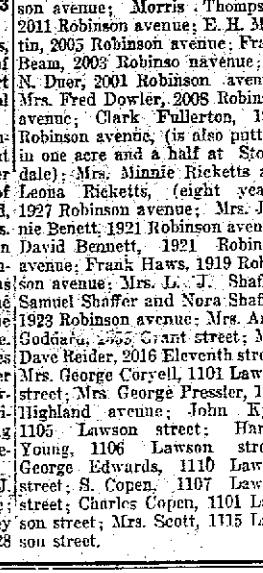 son avenue; Morris Thomps
2011 Robinson avenue; E. H. M
tin, 2005 Robinson avenue; Fra
Beam, 2003 Robinso navenue;
N. Duer, 2001 Robinson aven
Mrs. Fred Dowler, 2008 Robin
avenue; Clark Fullerton, 1
Robinson avenue, (is also putt
in one acre and a half at Sto
dale); Mrs. Minnie Ricketts a
Leona Ricketts, (eight yea
1927 Robinson avenue; Mrs. J
nie Benett, 1921 Robinson aven
David Bennett, 1921 Robin
avenue; Frank Haws, 1919 Rob
son avenue; Mrs. L. J. Shaf
Samuel Shaffer and Nora Shaf
1923 Robinson avenue; Mrs. A
Goddard, Grant street; M
Dave Reider, 2016 Eleventh stre
Mrs. George Coryell, 1101 Law
street; Mrs. George Pressler, 1
Highland avenue; John K
1105 Lawson street; Har
Young, 1106 Lawson stre
George Edwards, 1110 Law
street; S. Copen, 1107 Law
street; Charles Copen, 1101 La
son street; Mrs. Scott, 1115 La
son street.